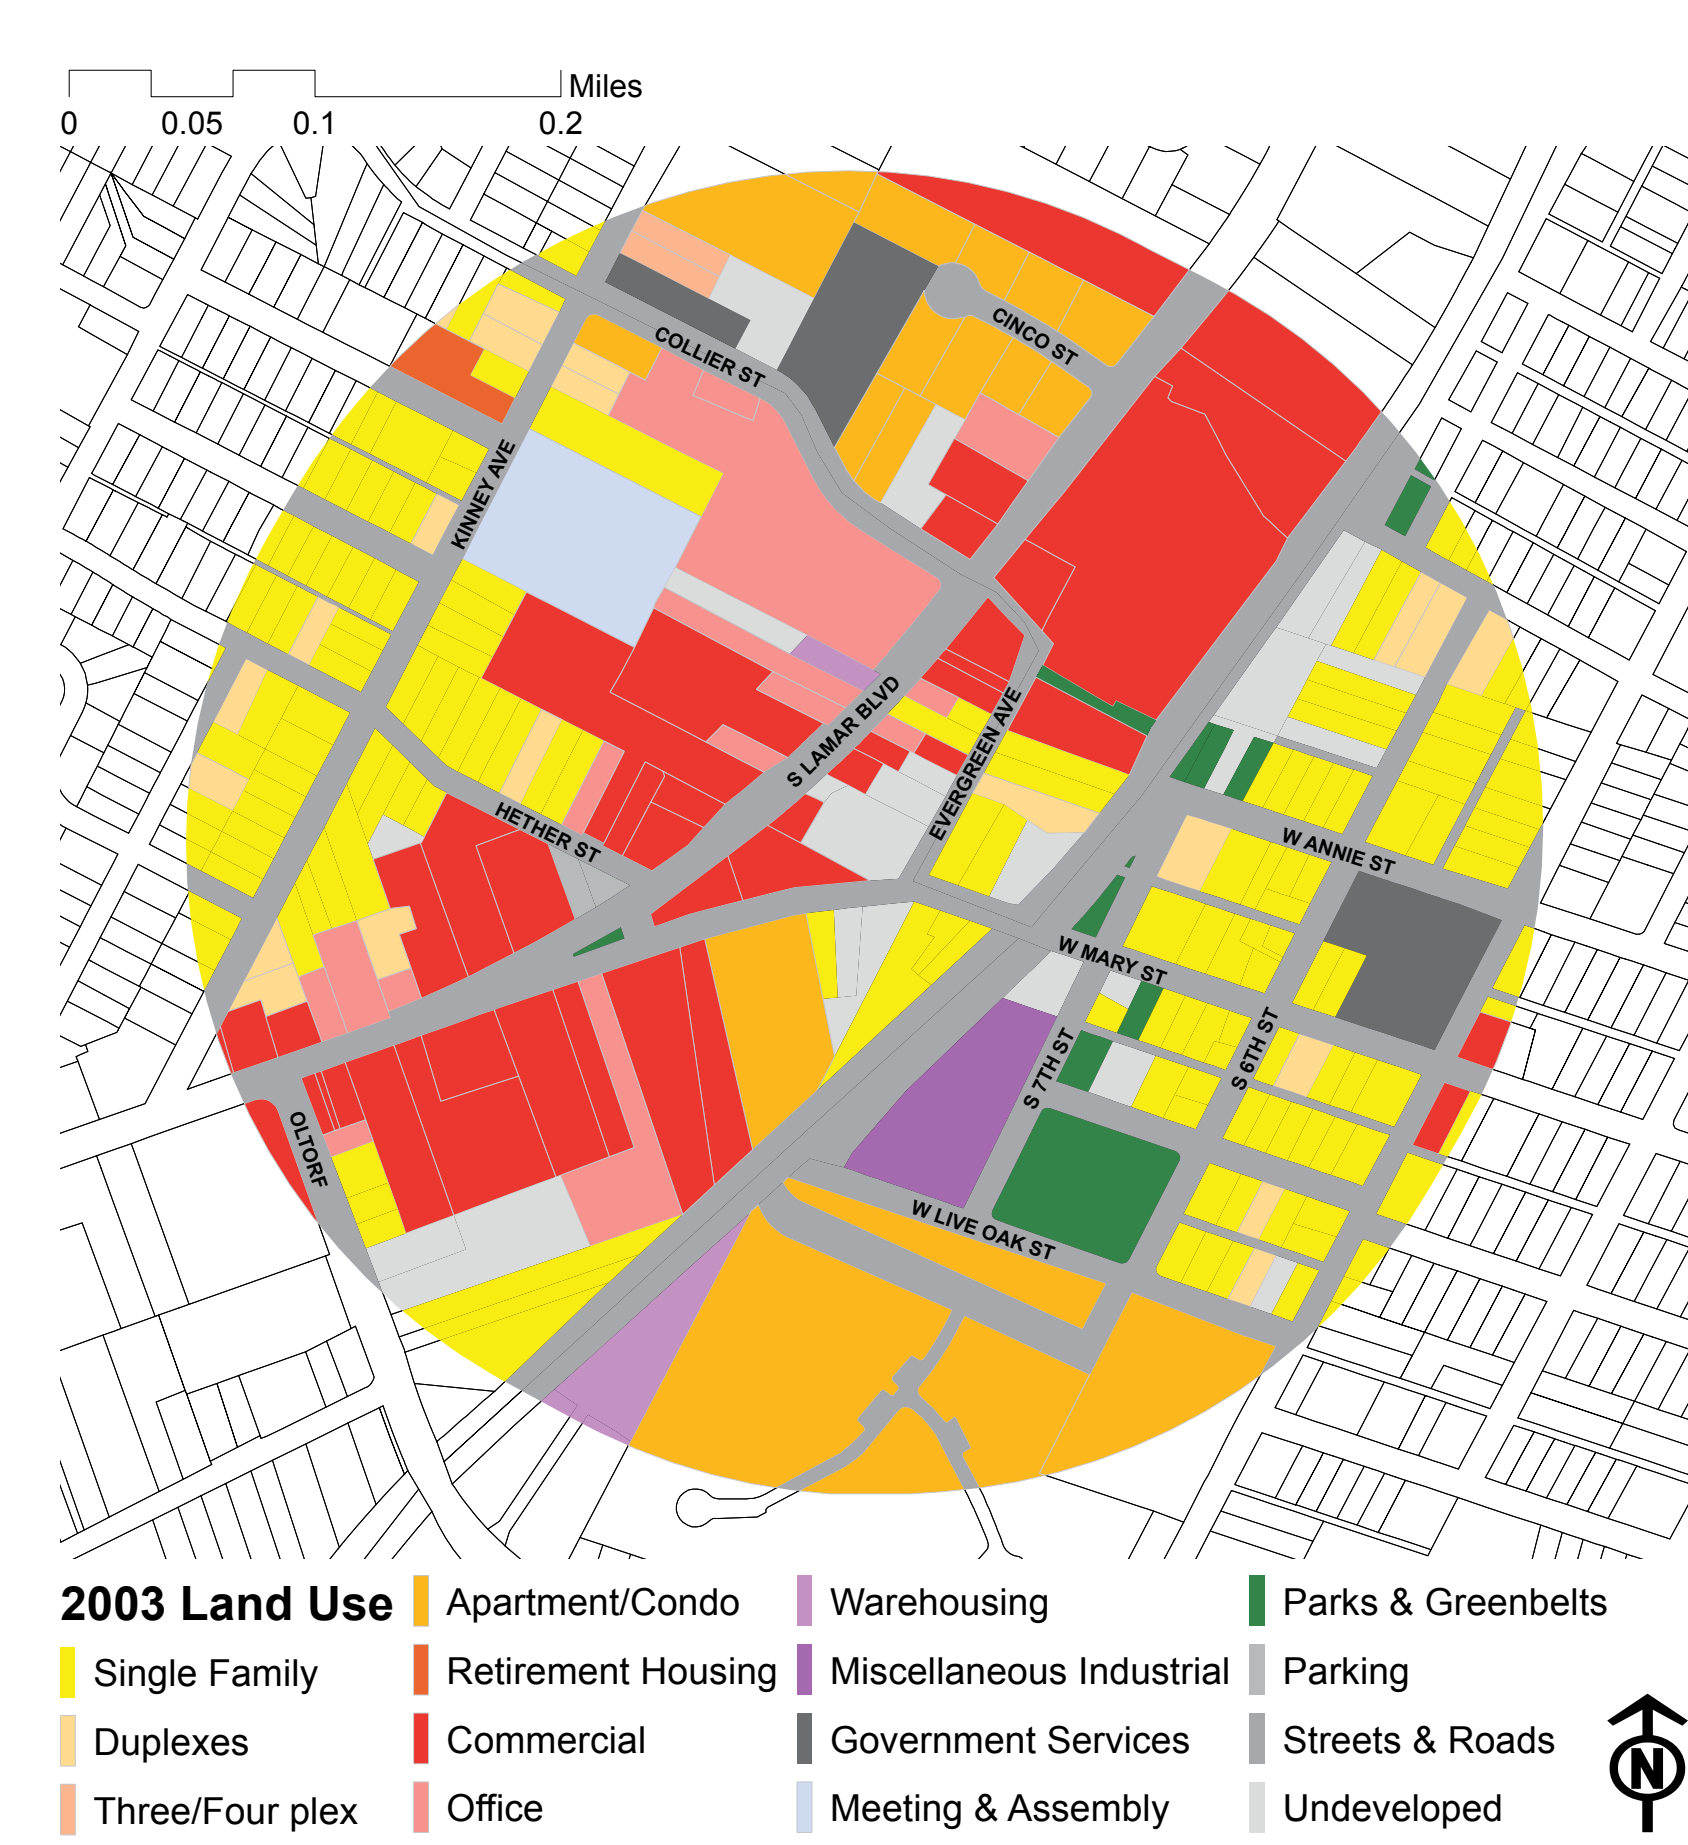 Miles
0 0.05 0.1 0.2
CINCO ST
COLLIER ST
KINNEY AVE
S LAMAR BLVD
EVERGREEN AVE
HETHER ST
W ANNIE ST
W MARY ST
S 6TH ST
S 7TH ST
OLTORF
W LIVE OAK ST
2003 Land Use
Single Family
Duplexes
Three/Four plex
Apartment/Condo
Retirement Housing
Commercial
Office
Warehousing
Miscellaneous Industrial
Government Services
Meeting & Assembly
Parks & Greenbelts
Parking
Streets & Roads
Undeveloped
N